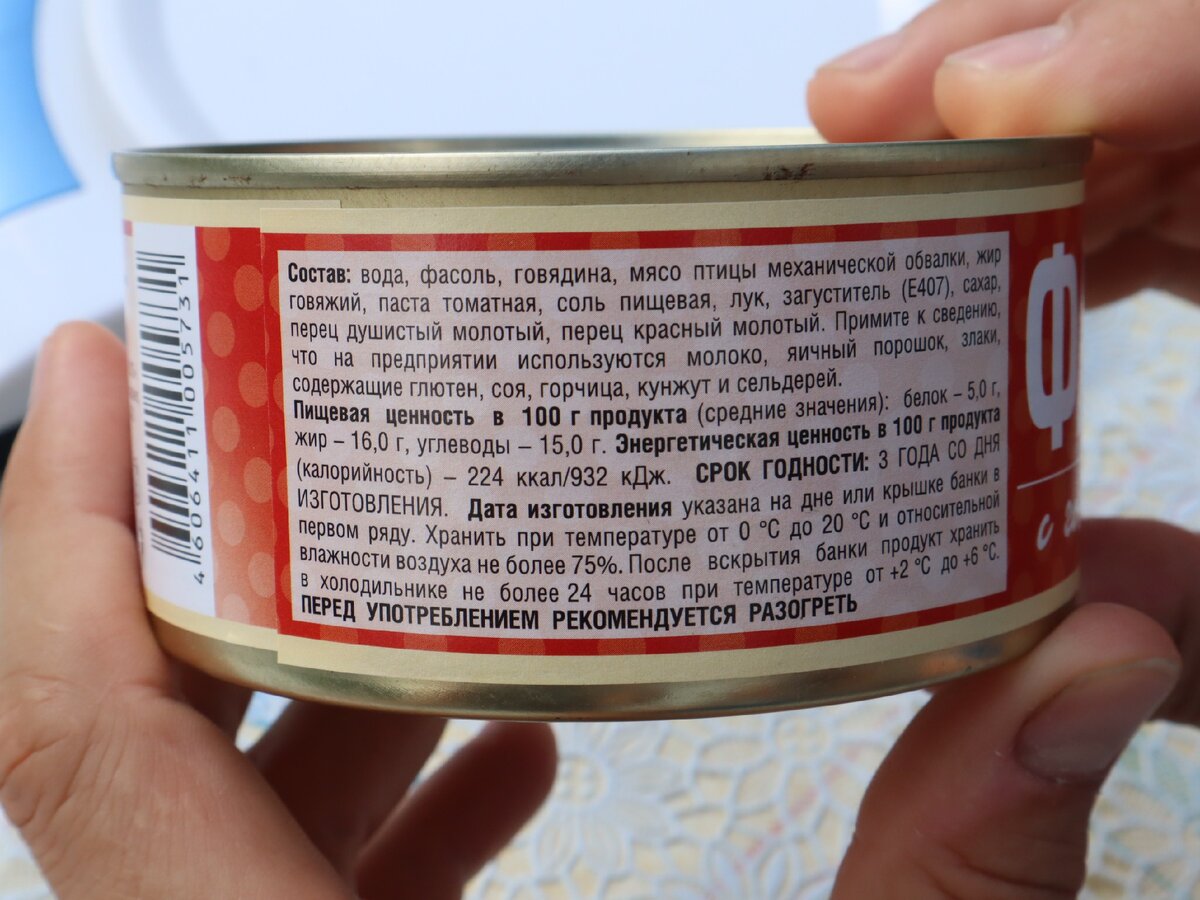 Состав: вода, фасоль, говядина, мясо птицы механической обвалки, жир
говяжий, паста томатная, соль пищевая, лук, загуститель (Е407), сахар,
перец душистый молотый, перец красный молотый. Примите к сведению,
что на предприятии используются молоко, яичный порошок, злаки,
содержащие глютен, соя, горчица, кунжут и сельдерей.
Пищевая ценность в 100 г продукта (средние значения): белок – 5,0 г,
жир – 16,0 г, углеводы – 15,0 г. Энергетическая ценность в 100 г продукта
(калорийность) – 224 ккал/932 кДж. СРОК ГОДНОСТИ: 3 ГОДА СО ДНЯ
ИЗГОТОВЛЕНИЯ. Дата изготовления указана на дне или крышке банки в
первом ряду. Хранить при температуре от 0 °С до 20 °С и относительной
влажности воздуха не более 75%. После вскрытия банки продукт хранить
в холодильнике не более 24 часов при температуре от +2 °С до +6 °С.
ПЕРЕД УПОТРЕБЛЕНИЕМ РЕКОМЕНДУЕТСЯ РАЗОГРЕТЬ
4 606411 005731
Ф
с